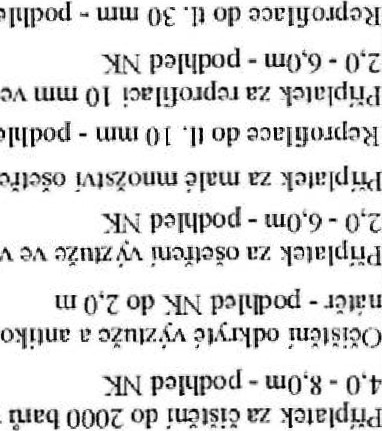 Příplatek za čištění do 2000 barů
4,0 - 8,0m - podhled NK
Čištění odkryté výztuže a antiko
nátěr - podhled NK do 2,0 m
Příplatek za ošetření výztuže ve v
2,0 - 6,0m - podhled NK
Příplatek za malé množství ošetře
Reprofilace do tl. 10 mm - podhle
Příplatek za reprofilaci 10 mm ve
2,0 - 6,0m - podhled NK
Reprofilace do tl. 30 mm - podhle